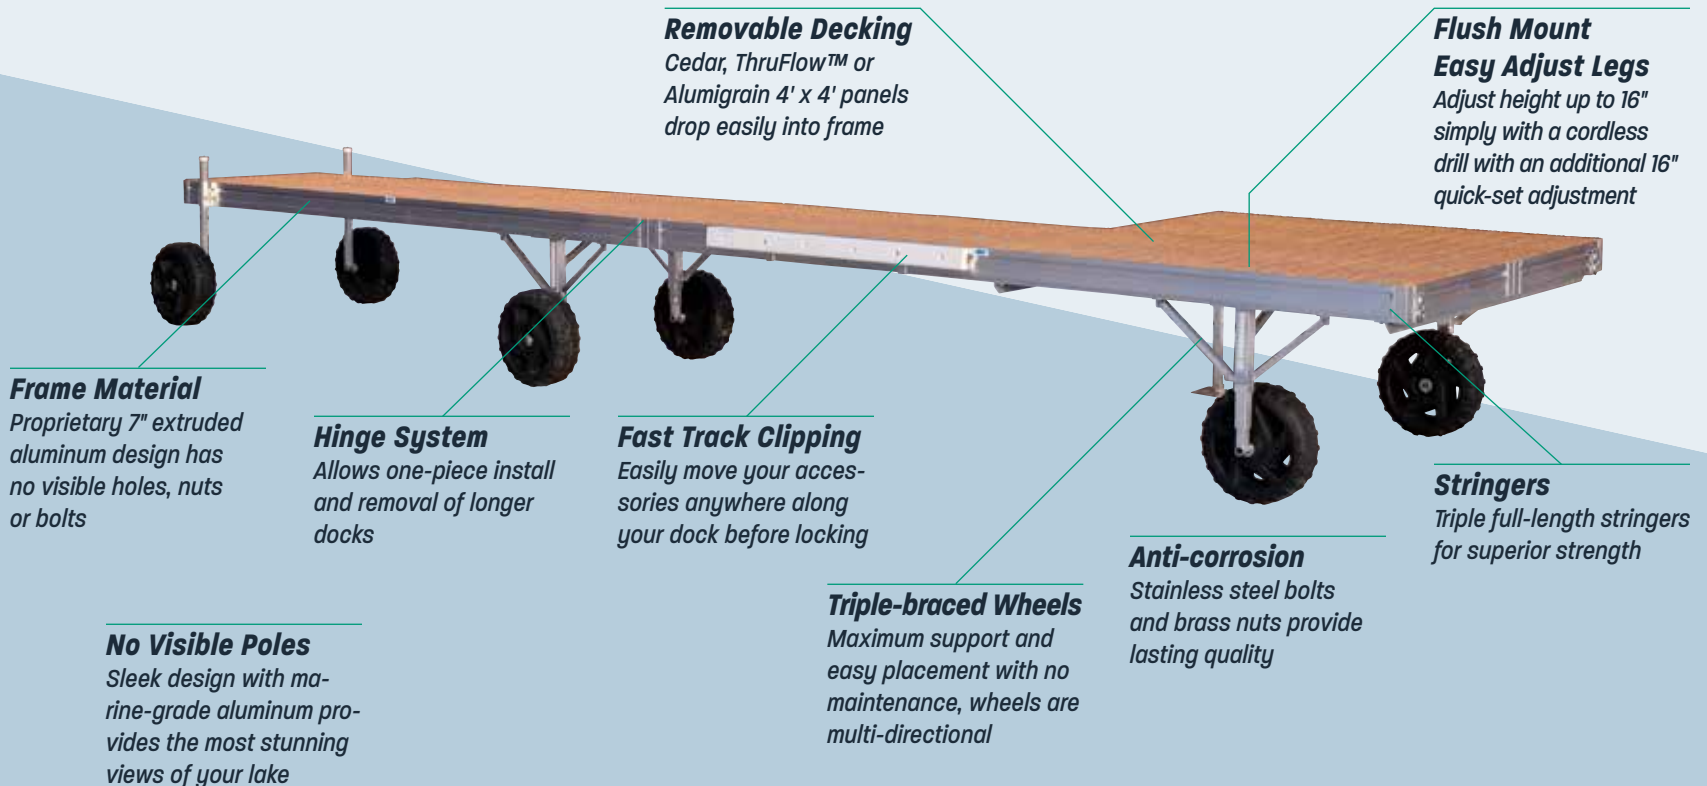 Removable Decking
Cedar, ThruFlow™ or
Alumigrain 4' x 4' panels
drop easily into frame
Flush Mount
Easy Adjust Legs
Adjust height up to 16"
simply with a cordless
drill with an additional 16"
quick-set adjustment
Frame Material
Proprietary 7" extruded
aluminum design has
no visible holes, nuts
or bolts
Hinge System
Allows one-piece install
and removal of longer
docks
Fast Track Clipping
Easily move your acces-
sories anywhere along
your dock before locking
Stringers
Triple full-length stringers
for superior strength
Anti-corrosion
Stainless steel bolts
and brass nuts provide
lasting quality
Triple-braced Wheels
Maximum support and
easy placement with no
maintenance, wheels are
multi-directional
No Visible Poles
Sleek design with ma-
rine-grade aluminum pro-
vides the most stunning
views of your lake